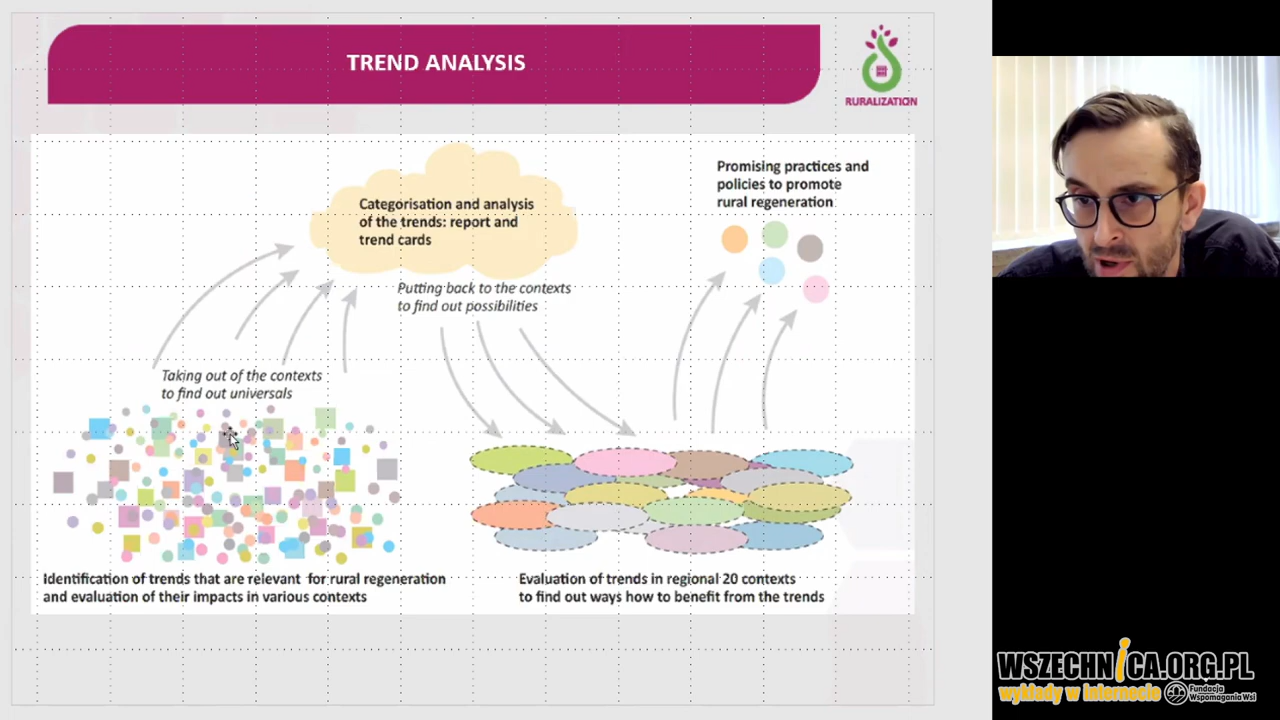 TREND ANALYSIS
RURALIZATION
Categorisation and analysis
of the trends: report and
trend cards
Promising practices and
policies to promote
rural regeneration
Putting back to the contexts
to find out possibilities
Taking out of the contexts
to find out universals
Identification of trends that are relevant for rural regeneration
and evaluation of their impacts in various contexts
Evaluation of trends in regional 20 contexts
to find out ways how to benefit from the trends
WSZECHNICA.ORG.PL
wykłady w internecie
Fundacja
Wspomagania Wsi